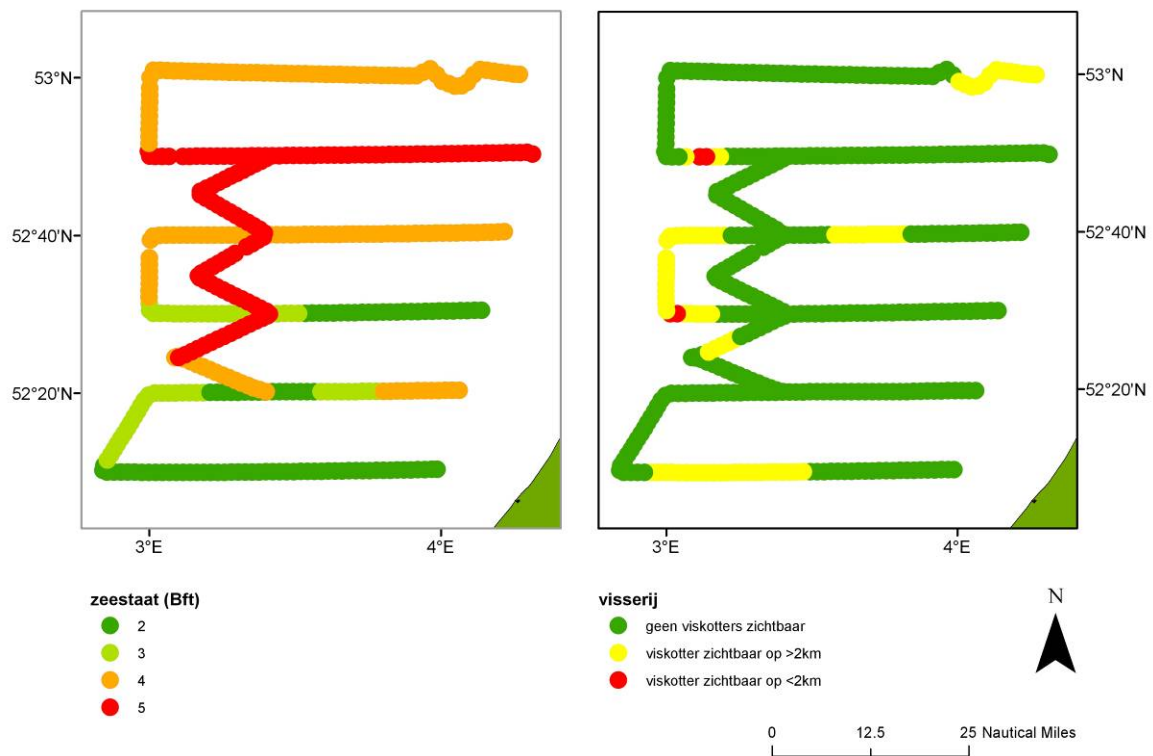 53°N
52°40'N
52°20'N
3°E 4°E
53°N
52°40'N
52°20'N
3°E 4°E
zeestaat (Bft)
2
3
4
5
visserij
geen viskotters zichtbaar
viskotter zichtbaar op >2km
viskotter zichtbaar op <2km
N
0 12.5 25 Nautical Miles